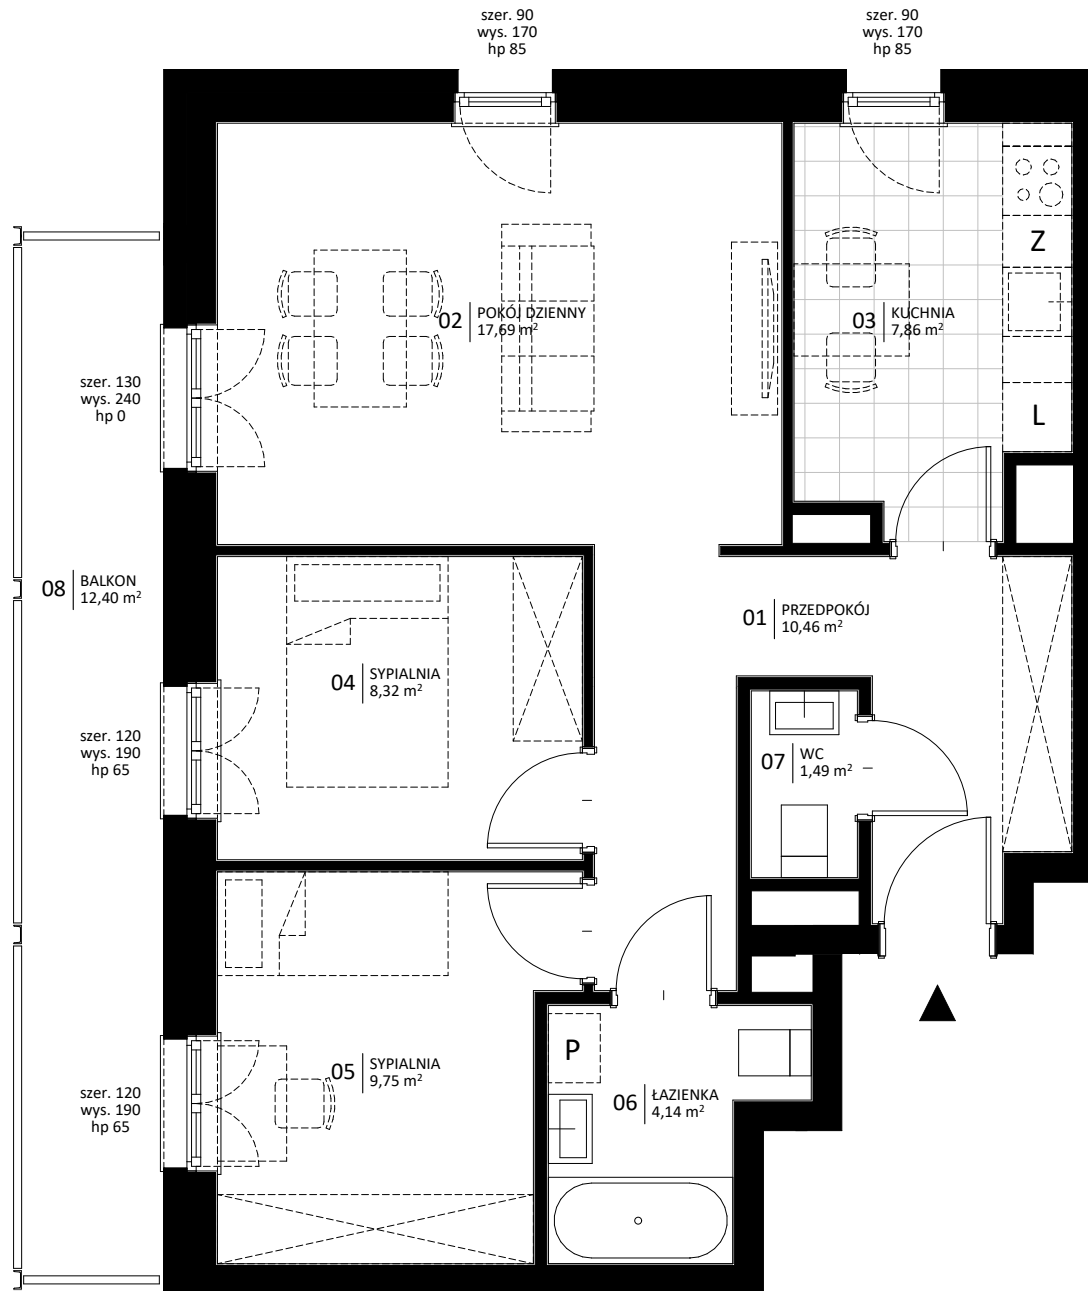 szer. 90
wys. 170
hp 85
szer. 90
wys. 170
hp 85
Z
02 POKÓJ DZIENNY
17,69 m²
03 KUCHNIA
7,86 m²
szer. 130
wys. 240
hp 0
L
08 BALKON
12,40 m²
01 PRZEDPOKÓJ
10,46 m²
04 SYPIALNIA
8,32 m²
szer. 120
wys. 190
hp 65
07 WC
1,49 m²
P
05 SYPIALNIA
9,75 m²
06 ŁAZIENKA
4,14 m²
szer. 120
wys. 190
hp 65